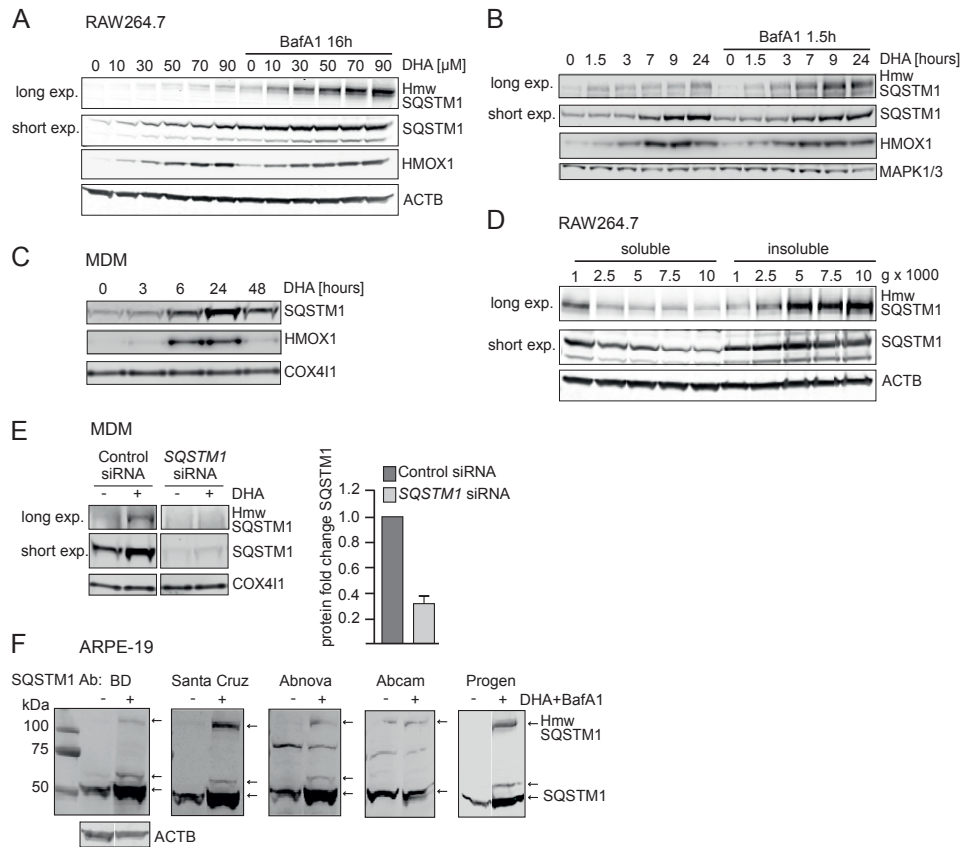 A
RAW264.7
BafA1 16h
0 10 30 50 70 90 0 10 30 50 70 90 DHA [µM]
long exp.
Hmw
SQSTM1
short exp.
SQSTM1
HMOX1
ACTB
B
BafA1 1.5h
0 1.5 3 7 9 24 0 1.5 3 7 9 24 DHA [hours]
long exp.
Hmw
SQSTM1
short exp.
SQSTM1
HMOX1
MAPK1/3
C
MDM
0 3 6 24 48 DHA [hours]
SQSTM1
HMOX1
COX4I1
D
RAW264.7
soluble insoluble
1 2.5 5 7.5 10 1 2.5 5 7.5 10 g x 1000
long exp.
Hmw
SQSTM1
short exp.
SQSTM1
ACTB
E
MDM
Control
siRNA
SQSTM1
siRNA
- + - + DHA
long exp.
Hmw
SQSTM1
short exp.
SQSTM1
COX4I1
protein fold change SQSTM1
Control siRNA
SQSTM1 siRNA
1.2
1.0
0.8
0.6
0.4
0.2
F
ARPE-19
SQSTM1 Ab: BD Santa Cruz Abnova Abcam Progen
- + - + - + - + - + DHA+BafA1
kDa
100
75
50
←
←
←
←
←
←
←
←
←
←
←
← Hmw
SQSTM1
←
← SQSTM1
ACTB